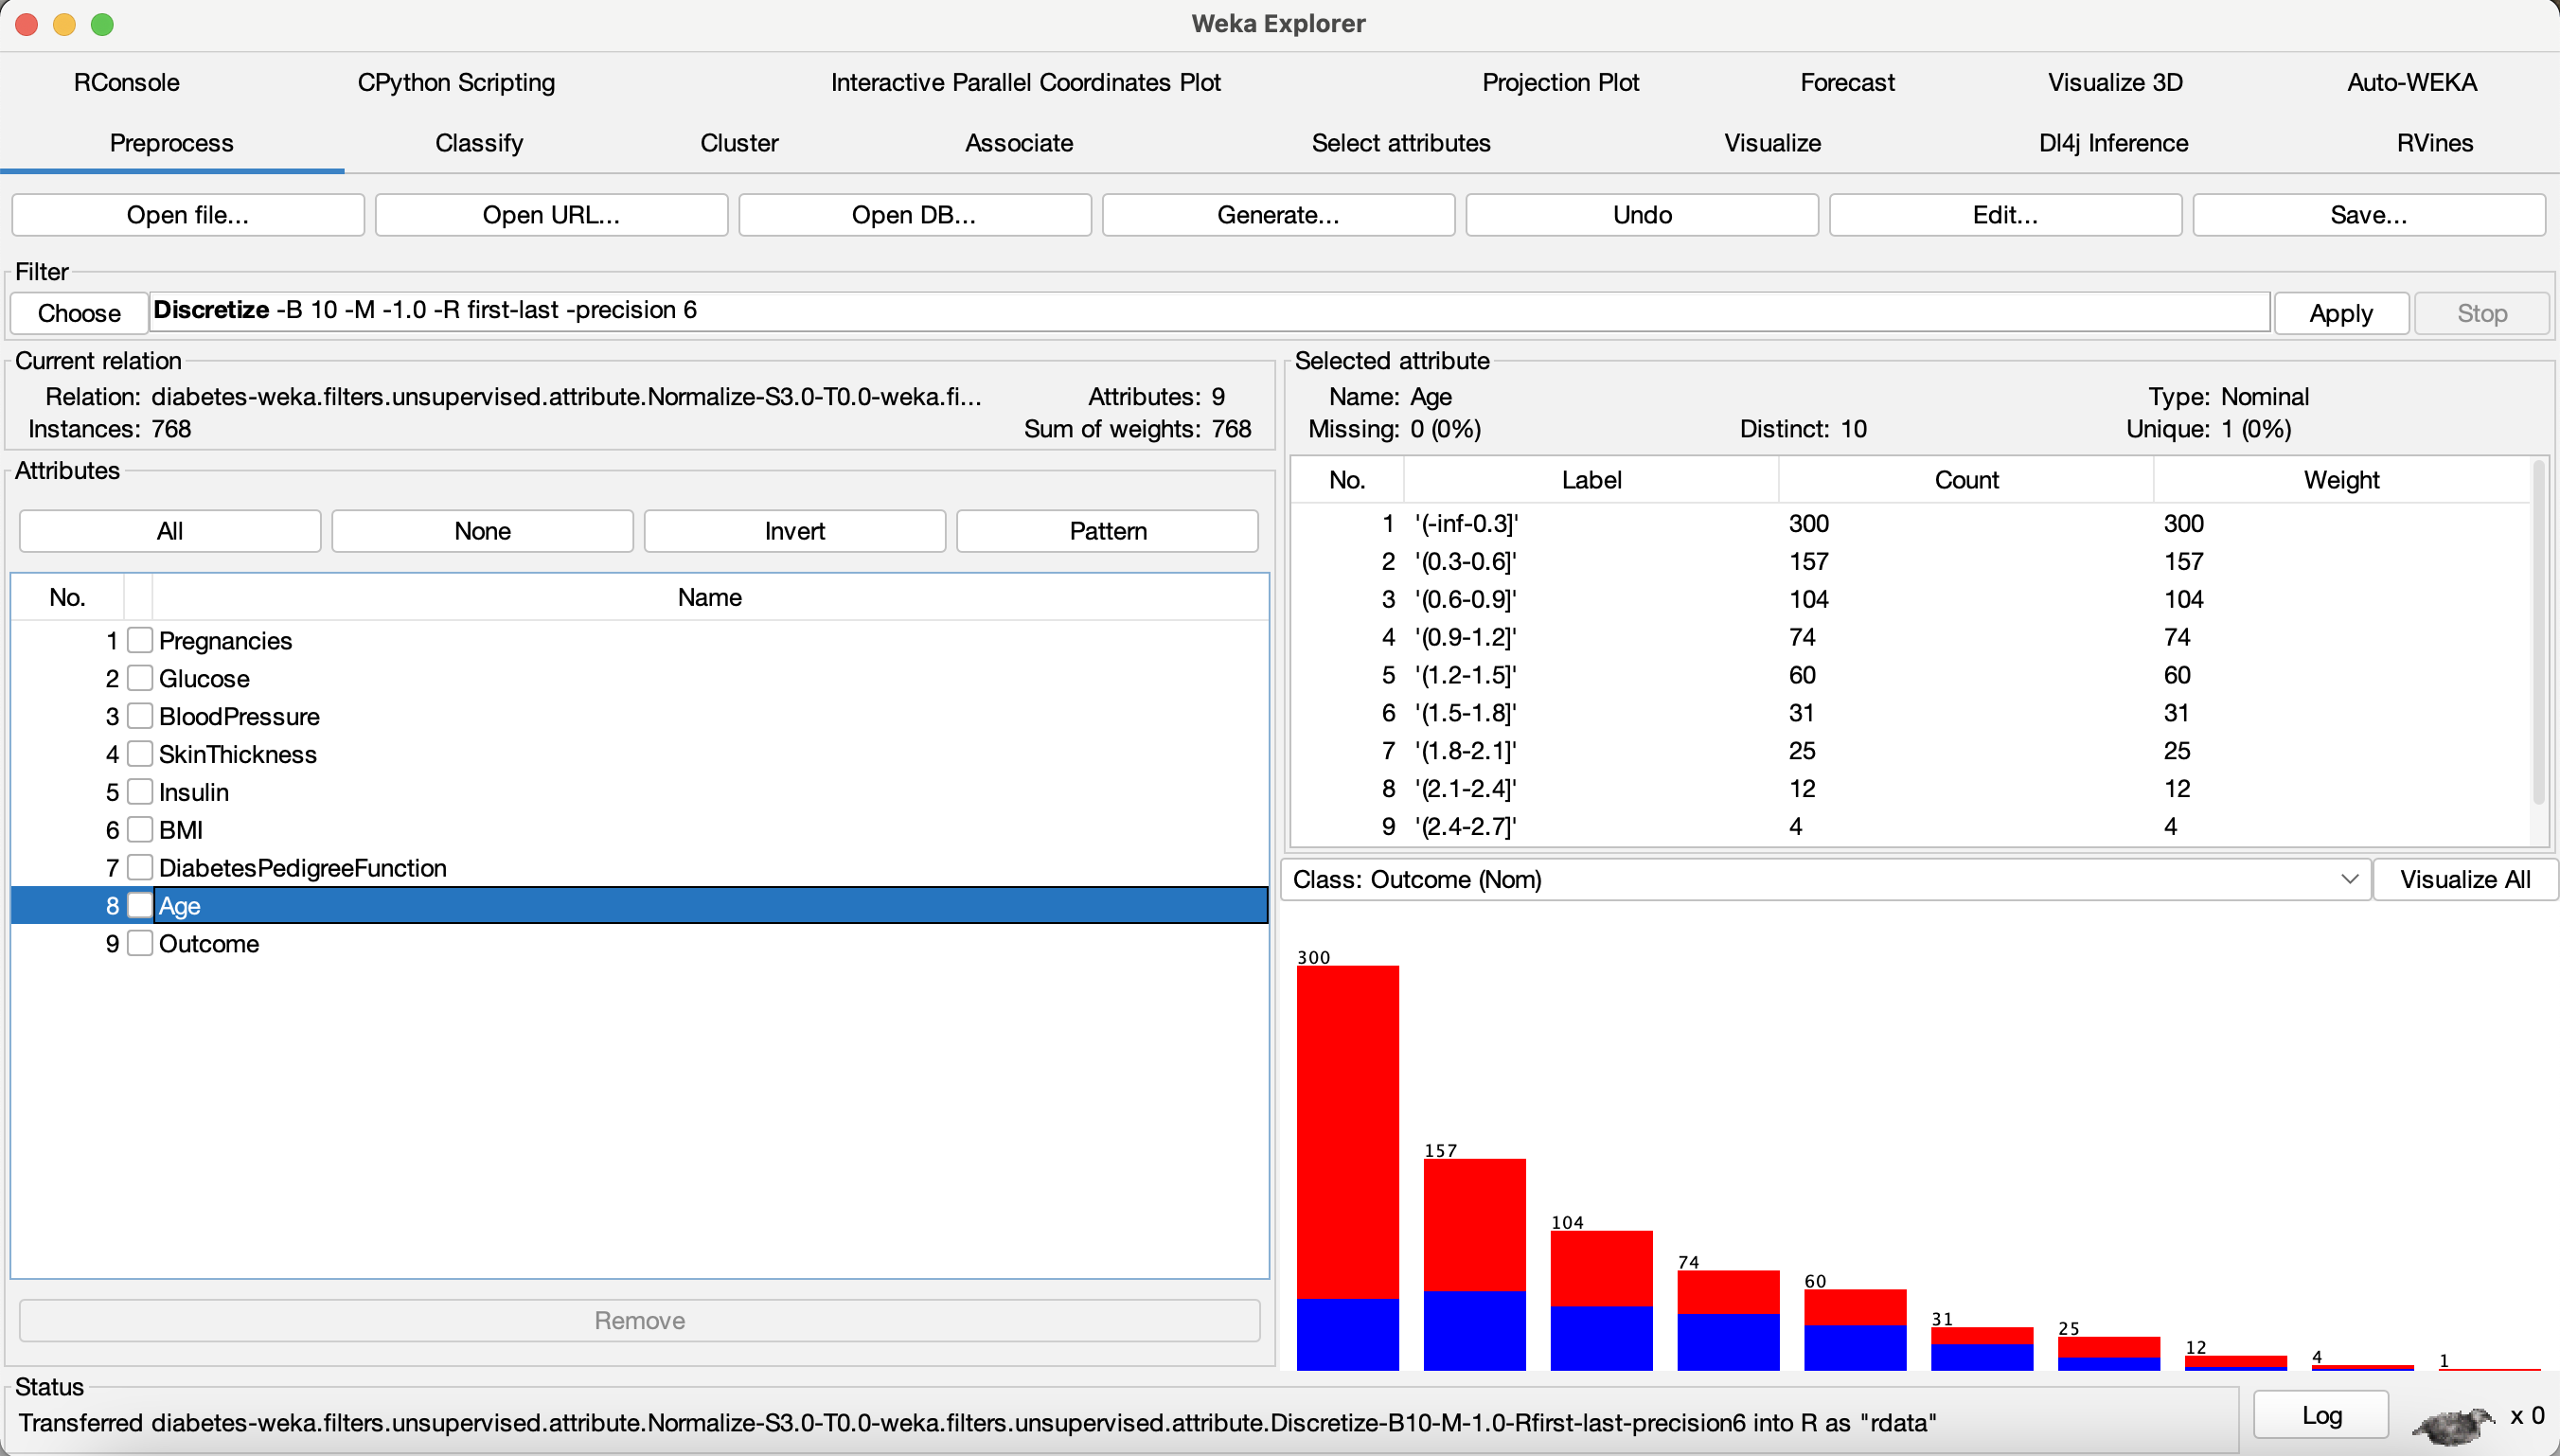 Weka Explorer
RConsole CPython Scripting Interactive Parallel Coordinates Plot Projection Plot Forecast Visualize 3D Auto-WEKA
Preprocess Classify Cluster Associate Select attributes Visualize Dl4j Inference RVines
Open file... Open URL... Open DB... Generate... Undo Edit... Save...
Filter
Choose Discretize -B 10 -M -1.0 -R first-last -precision 6 Apply Stop
Current relation
Relation: diabetes-weka.filters.unsupervised.attribute.Normalize-S3.0-T0.0-weka.fi... Attributes: 9
Instances: 768 Sum of weights: 768
Attributes
All None Invert Pattern
No. Name
1 Pregnancies
2 Glucose
3 BloodPressure
4 SkinThickness
5 Insulin
6 BMI
7 DiabetesPedigreeFunction
8 Age
9 Outcome
Remove
Selected attribute
Name: Age Type: Nominal
Missing: 0 (0%) Distinct: 10 Unique: 1 (0%)
No. Label Count Weight
1 '(-inf-0.3]' 300 300
2 '(0.3-0.6]' 157 157
3 '(0.6-0.9]' 104 104
4 '(0.9-1.2]' 74 74
5 '(1.2-1.5]' 60 60
6 '(1.5-1.8]' 31 31
7 '(1.8-2.1]' 25 25
8 '(2.1-2.4]' 12 12
9 '(2.4-2.7]' 4 4
Class: Outcome (Nom) Visualize All
300
157
104
74
60
31
25
12
4
1
Status
Transferred diabetes-weka.filters.unsupervised.attribute.Normalize-S3.0-T0.0-weka.filters.unsupervised.attribute.Discretize-B10-M-1.0-Rfirst-last-precision6 into R as "rdata"
Log x 0